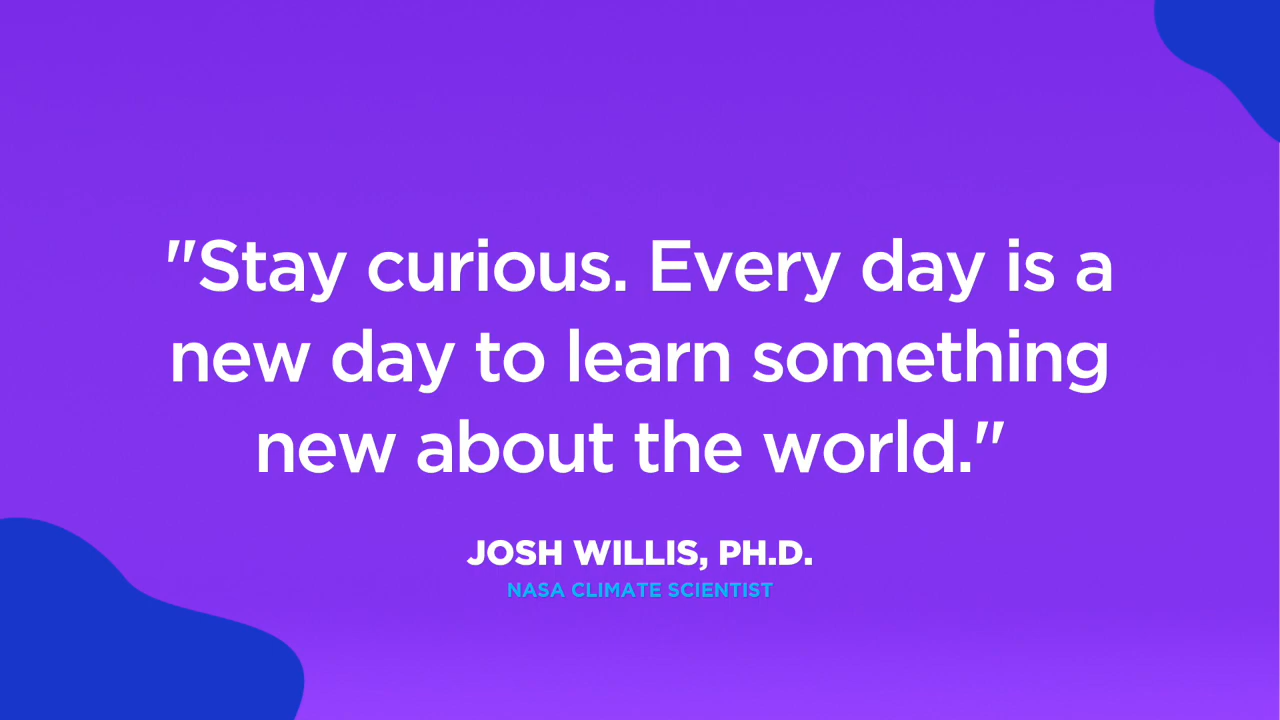 "Stay curious. Every day is a
new day to learn something
new about the world."
JOSH WILLIS, PH.D.
NASA CLIMATE SCIENTIST